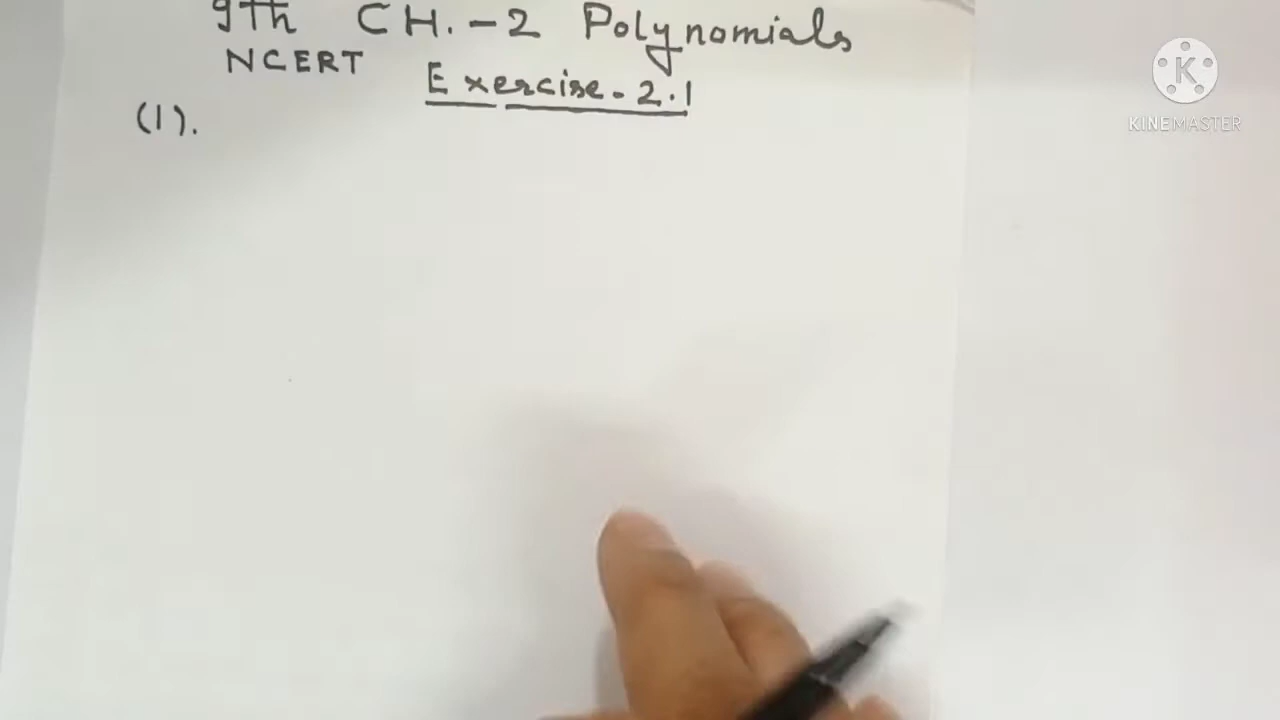 9th CH.-2 Polynomials
NCERT
Exercise-2.1
(1).
K
KINEMASTER